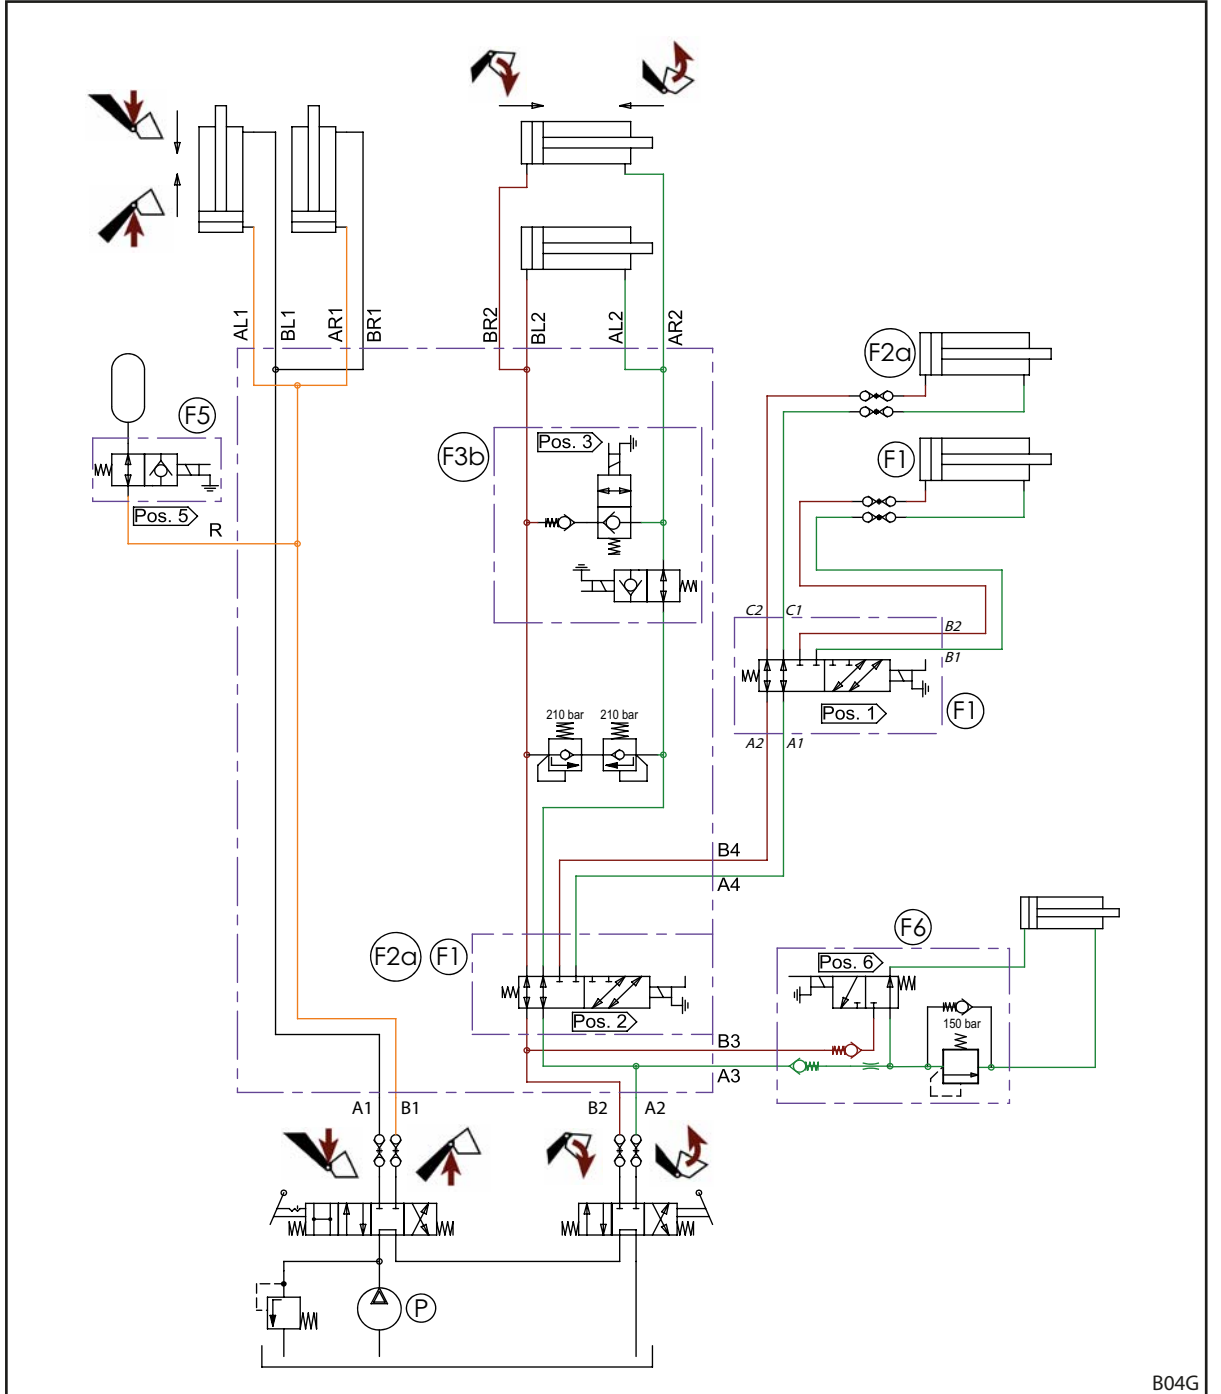 AL1
BL1
AR1
BR1
BR2
BL2
AL2
AR2
F2a
F5
F3b
Pos. 3
F1
Pos. 5
R
C2
C1
B2
B1
Pos. 1
F1
210 bar
210 bar
A2
A1
B4
A4
F6
F2a
F1
Pos. 6
Pos. 2
150 bar
B3
A3
A1
B1
B2
A2
P
B04G